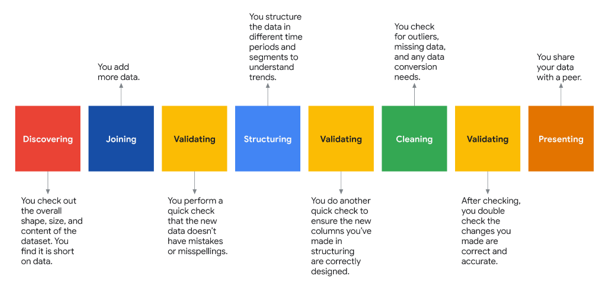 You structure
the data in
different time
periods and
segments to
understand
trends.
You check
for outliers,
missing data,
and any data
conversion
needs.
You add
more data.
You share
your data
with a peer.
Discovering
Joining
Validating
Structuring
Validating
Cleaning
Validating
Presenting
You check out
the overall
shape, size, and
content of the
dataset. You
find it is short
on data.
You perform a
quick check
that the new
data doesn't
have mistakes
or misspellings.
You do another
quick check to
ensure the new
columns you've
made in
structuring
are correctly
designed.
After checking,
you double
check the
changes you
made are
correct and
accurate.